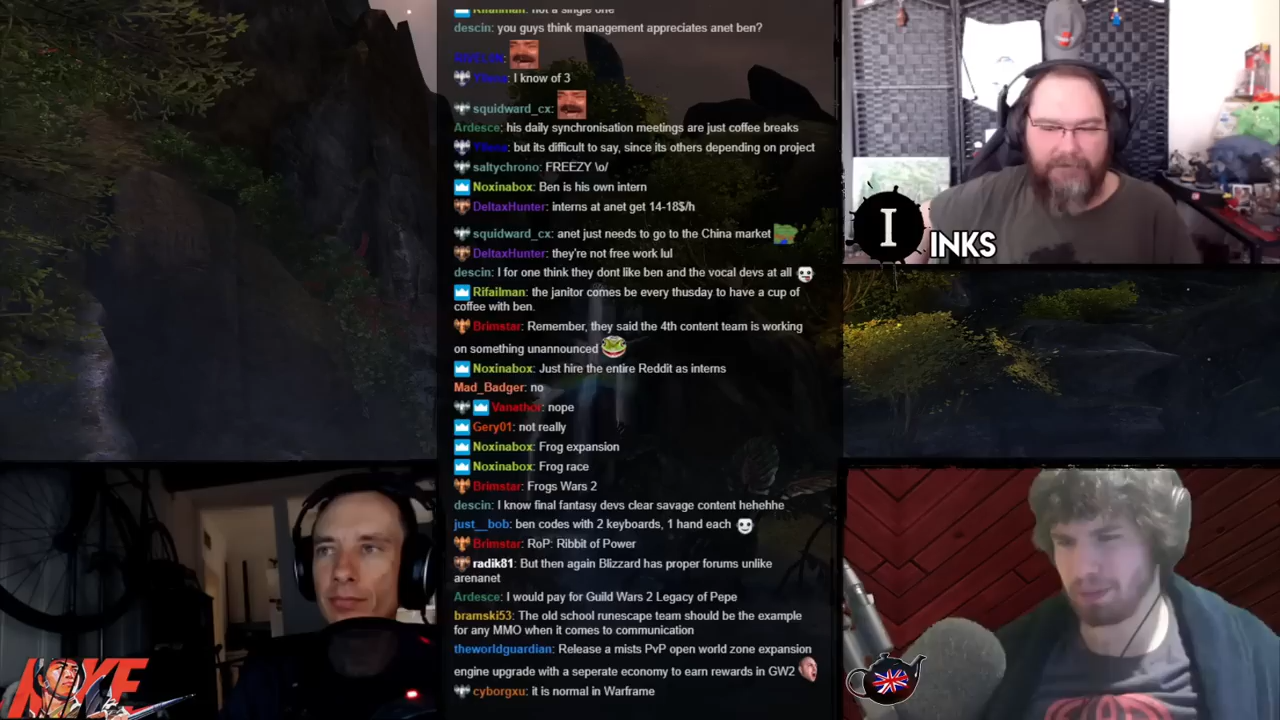 Rifailman: not a single one
descin: you guys think management appreciates anet ben?
I know of 3
squidward_cx:
Ardesce: his daily synchronisation meetings are just coffee breaks
but its difficult to say, since its others depending on project
saltychrono: FREEZY \o/
Noxinabox: Ben is his own intern
DeltaxHunter: interns at anet get 14-18$/h
squidward_cx: anet just needs to go to the China market
DeltaxHunter: they're not free work lul
descin: I for one think they dont like ben and the vocal devs at all
Rifailman: the janitor comes be every thusday to have a cup of
coffee with ben.
Brimstar: Remember, they said the 4th content team is working
on something unannounced
Noxinabox: Just hire the entire Reddit as interns
Mad_Badger: no
Vanathor: nope
Gery01: not really
Noxinabox: Frog expansion
Noxinabox: Frog race
Brimstar: Frogs Wars 2
descin: I know final fantasy devs clear savage content hehehhe
just__bob: ben codes with 2 keyboards, 1 hand each
Brimstar: RoP: Ribbit of Power
radik81: But then again Blizzard has proper forums unlike
arenanet
Ardesce: I would pay for Guild Wars 2 Legacy of Pepe
bramski53: The old school runescape team should be the example
for any MMO when it comes to communication
theworldguardian: Release a mists PvP open world zone expansion
engine upgrade with a seperate economy to earn rewards in GW2
cyborgxu: it is normal in Warframe
I
INKS